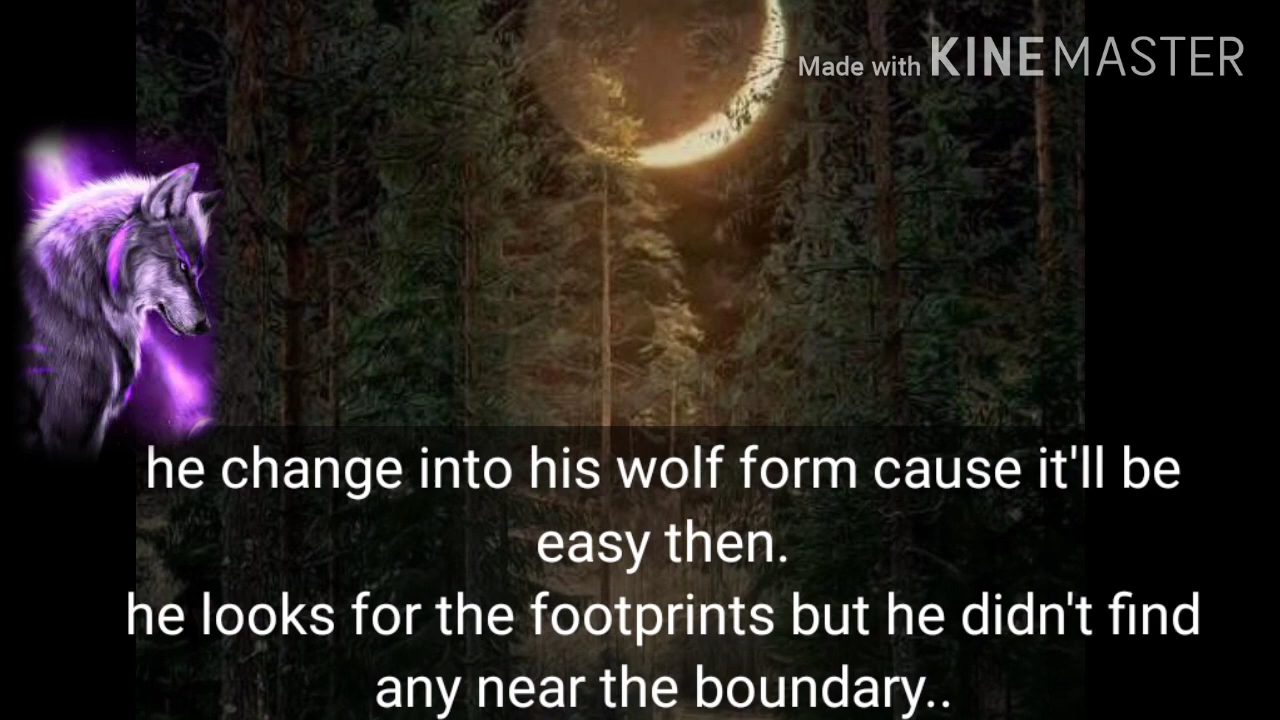 Made with KINEMASTER
he change into his wolf form cause it'll be
easy then.
he looks for the footprints but he didn't find
any near the boundary..